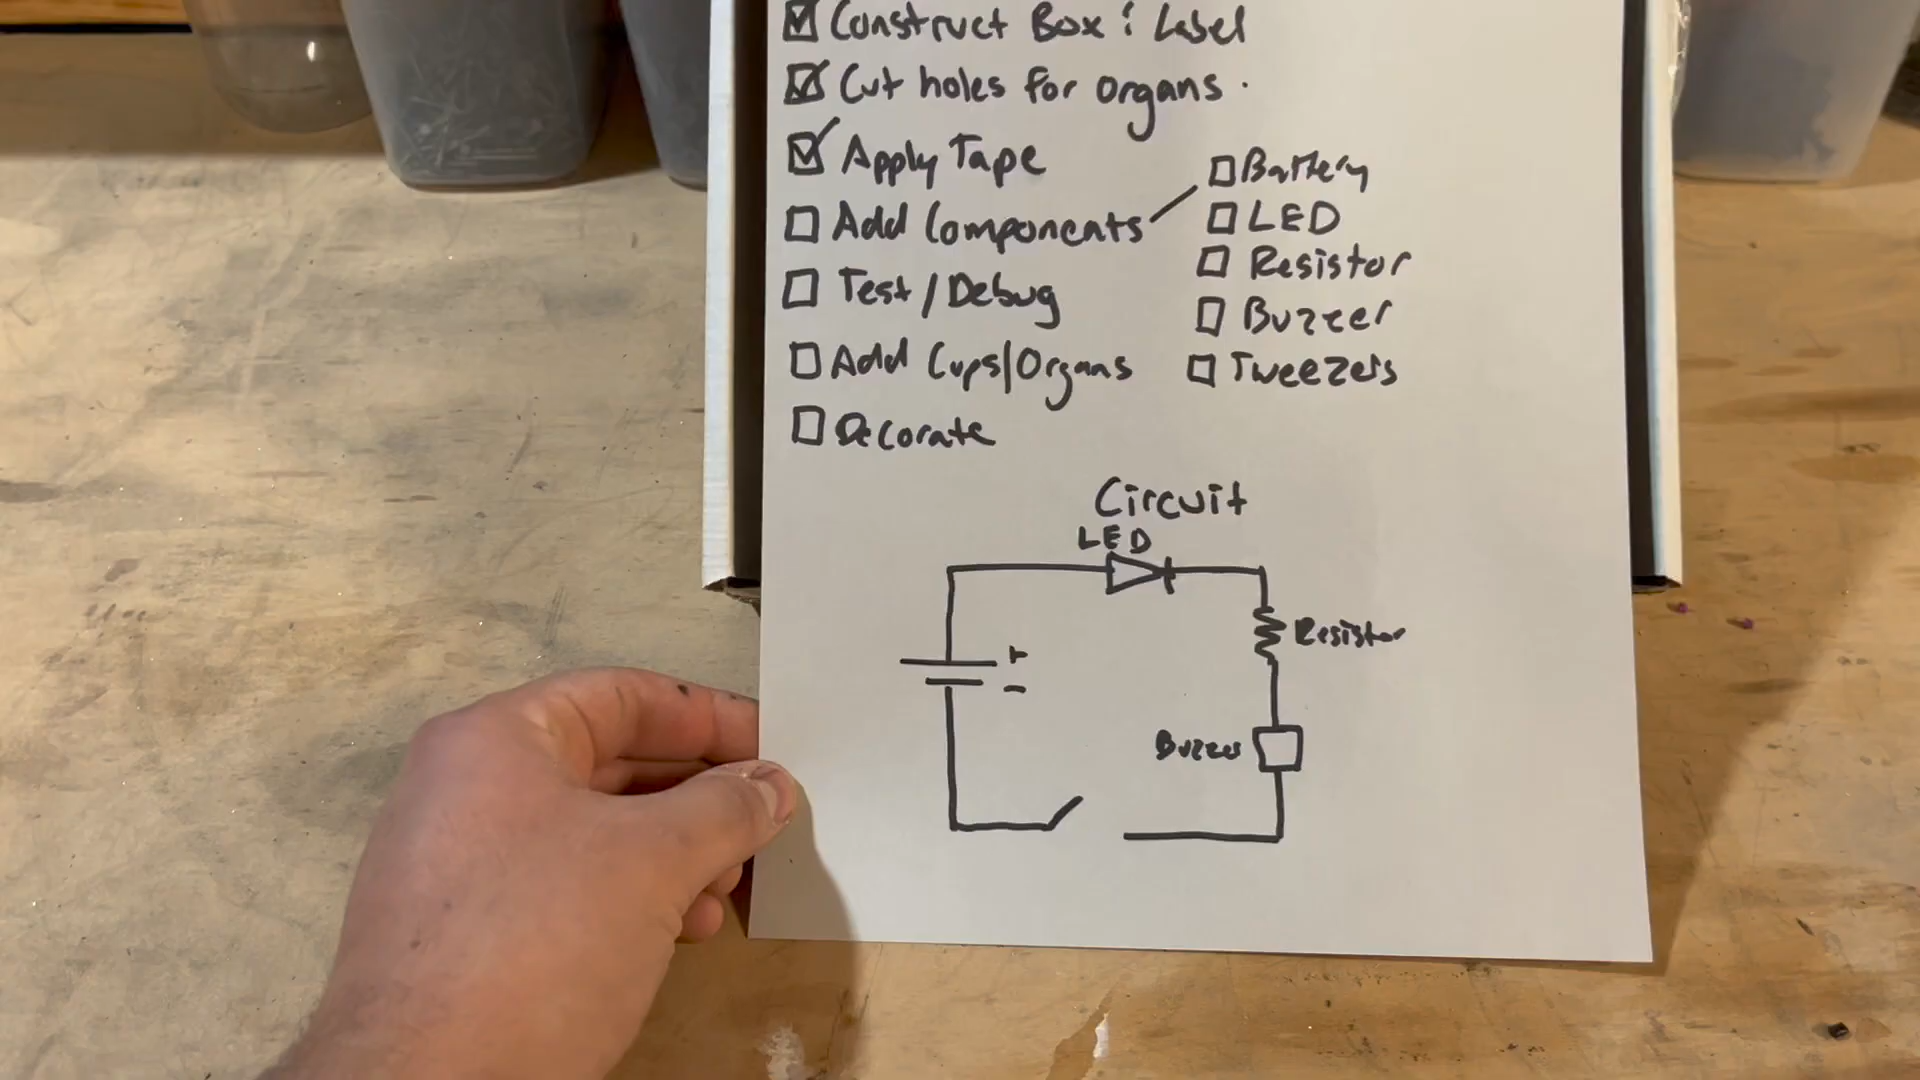 Construct Box & Label
Cut holes for organs.
Apply Tape
Add Components
Battery
LED
Resistor
Buzzer
Tweezers
Test/Debug
Add Cups/Organs
Decorate
Circuit
LED
+
-
Resistor
Buzzer